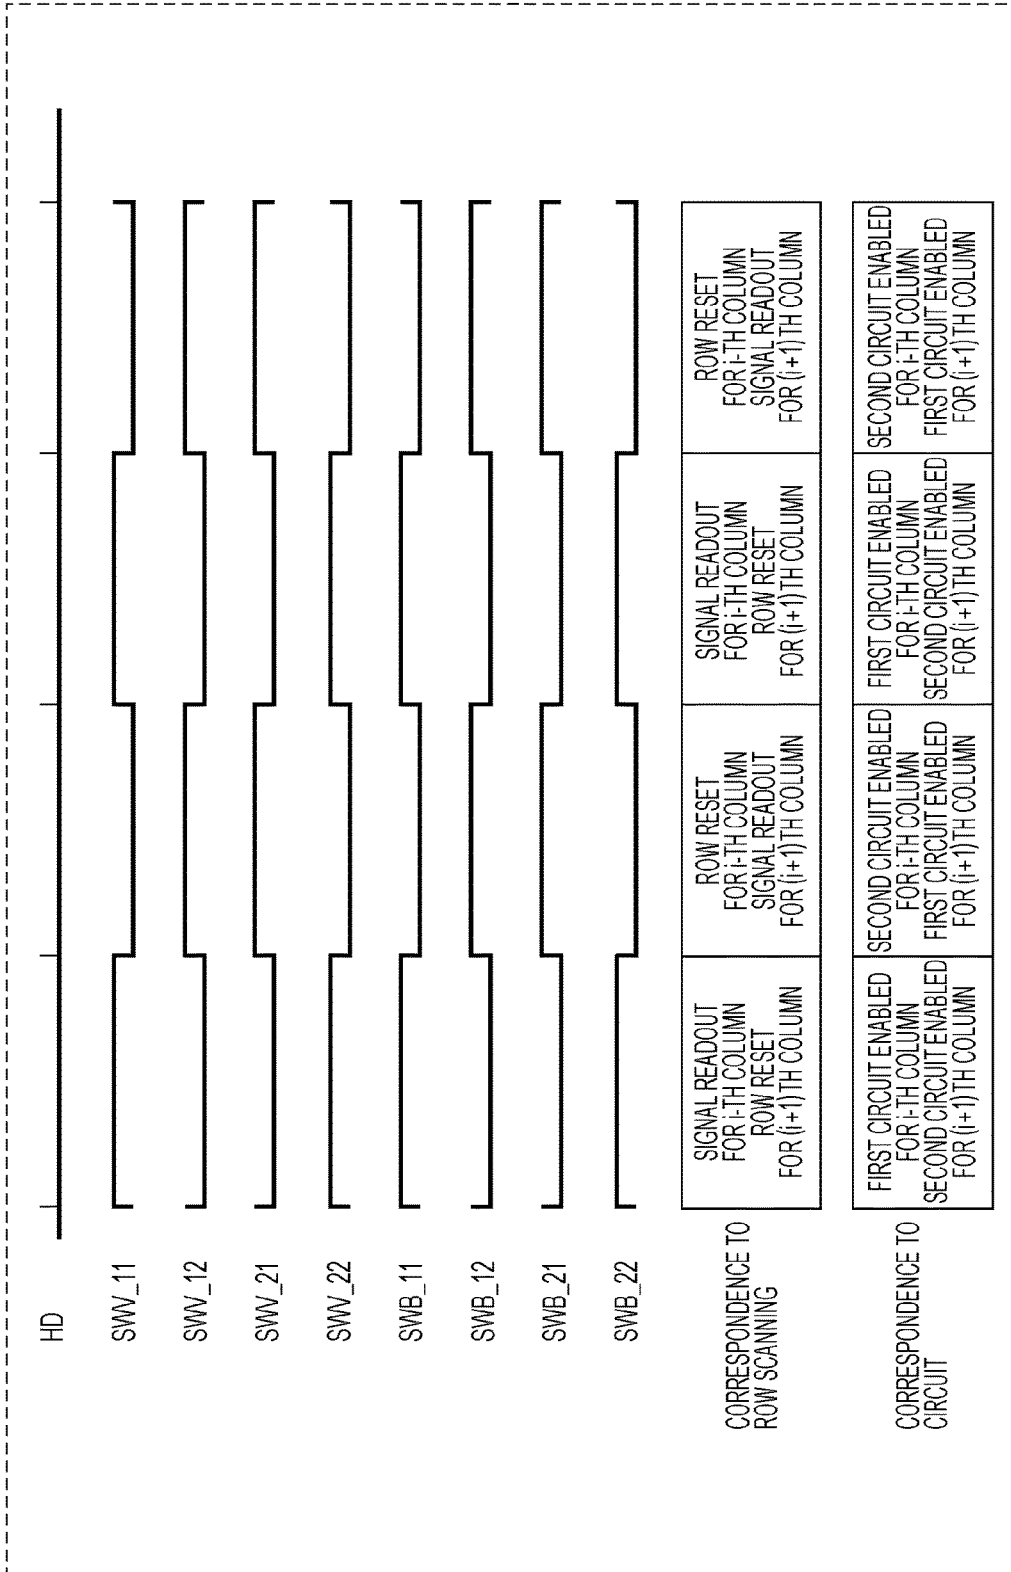 HD
SWV_11
SWV_12
SWV_21
SWV_22
SWB_11
SWB_12
SWB_21
SWB_22
CORRESPONDENCE TO
ROW SCANNING
SIGNAL READOUT
FOR i-TH COLUMN
ROW RESET
FOR (i+1)TH COLUMN
ROW RESET
FOR i-TH COLUMN
SIGNAL READOUT
FOR (i+1)TH COLUMN
SIGNAL READOUT
FOR i-TH COLUMN
ROW RESET
FOR (i+1)TH COLUMN
ROW RESET
FOR i-TH COLUMN
SIGNAL READOUT
FOR (i+1)TH COLUMN
CORRESPONDENCE TO
CIRCUIT
FIRST CIRCUIT ENABLED
FOR i-TH COLUMN
SECOND CIRCUIT ENABLED
FOR (i+1)TH COLUMN
SECOND CIRCUIT ENABLED
FOR i-TH COLUMN
FIRST CIRCUIT ENABLED
FOR (i+1)TH COLUMN
FIRST CIRCUIT ENABLED
FOR i-TH COLUMN
SECOND CIRCUIT ENABLED
FOR (i+1)TH COLUMN
SECOND CIRCUIT ENABLED
FOR i-TH COLUMN
FIRST CIRCUIT ENABLED
FOR (i+1)TH COLUMN